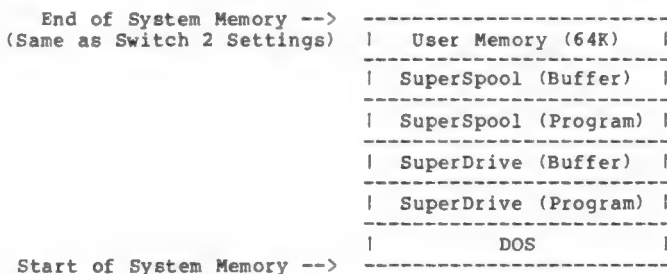 End of System Memory -->
(Same as Switch 2 Settings) | User Memory (64K) |
| SuperSpool (Buffer) |
| SuperSpool (Program) |
| SuperDrive (Buffer) |
| SuperDrive (Program) |
| DOS |
Start of System Memory -->